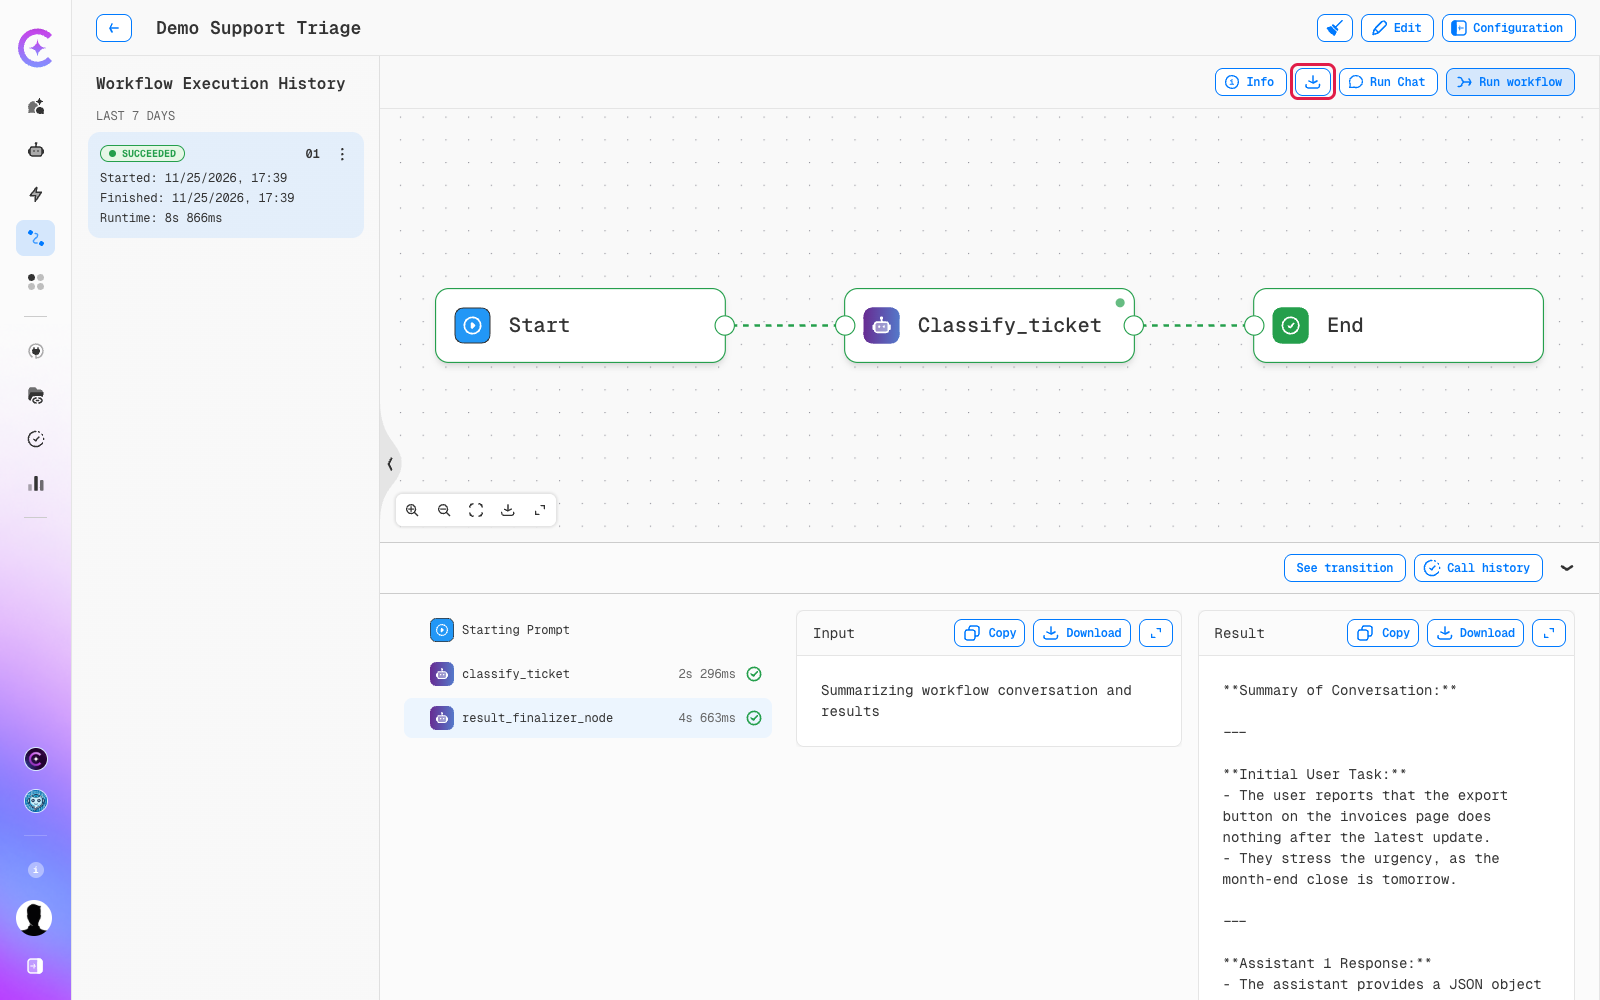 Demo Support Triage
Edit
Configuration
Workflow Execution History
LAST 7 DAYS
SUCCEEDED
01
Started: 11/25/2026, 17:39
Finished: 11/25/2026, 17:39
Runtime: 8s 866ms
Info
Run Chat
Run workflow
Start
Classify_ticket
End
See transition
Call history
Starting Prompt
classify_ticket
2s 296ms
result_finalizer_node
4s 663ms
Input
Copy
Download
Summarizing workflow conversation and
results
Result
Copy
Download
**Summary of Conversation:**
---
**Initial User Task:**
- The user reports that the export
button on the invoices page does
nothing after the latest update.
- They stress the urgency, as the
month-end close is tomorrow.
---
**Assistant 1 Response:**
- The assistant provides a JSON object